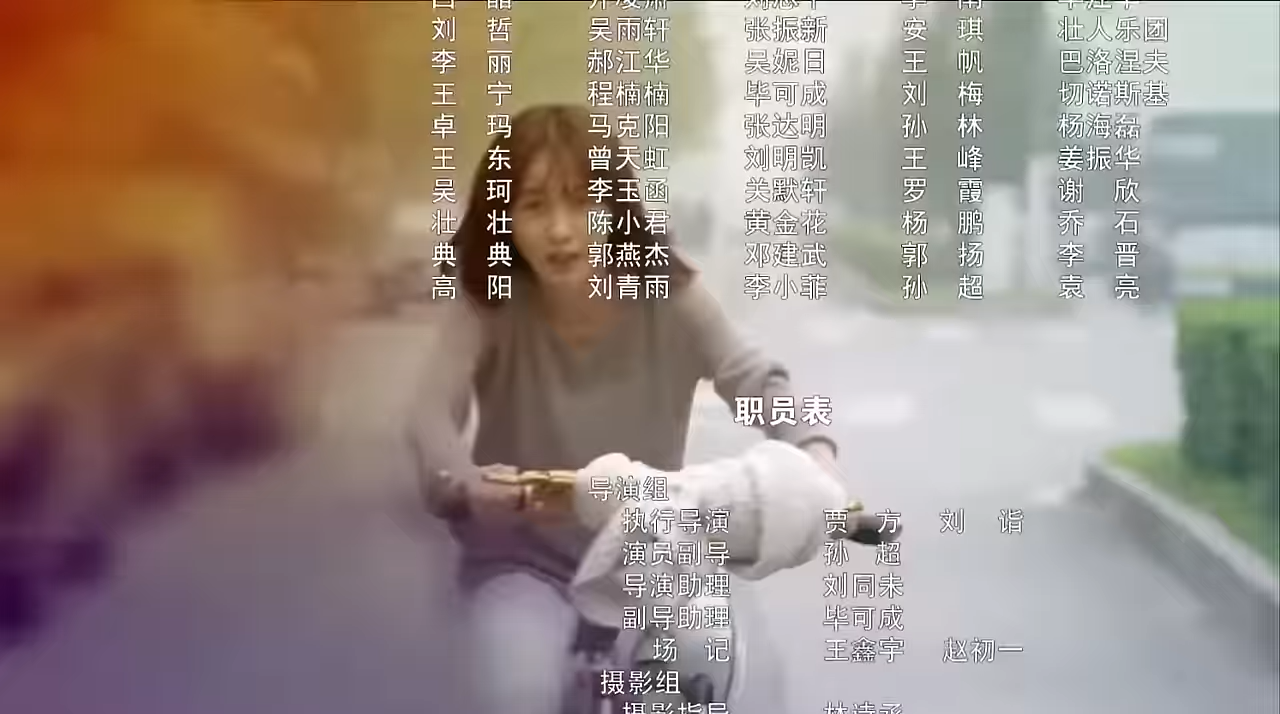 刘哲 吴雨轩 张振新 安琪 壮人乐团
李丽 郝江华 吴妮日 王帆 巴洛涅夫
王宁 程楠楠 毕可成 刘梅 切诺斯基
卓玛 马克阳 张达明 孙林 杨海磊
王东 曾天虹 刘明凯 王峰 姜振华
吴珂 李玉函 关默轩 罗霞 谢欣
壮壮 陈小君 黄金花 杨鹏 乔石
典典 郭燕杰 邓建武 郭扬 李晋
高阳 刘青雨 李小菲 孙超 袁亮
职员表
导演组
执行导演 贾方 刘诣
演员副导 孙超
导演助理 刘同未
副导助理 毕可成
场记 王鑫宇 赵初一
摄影组
摄影指导